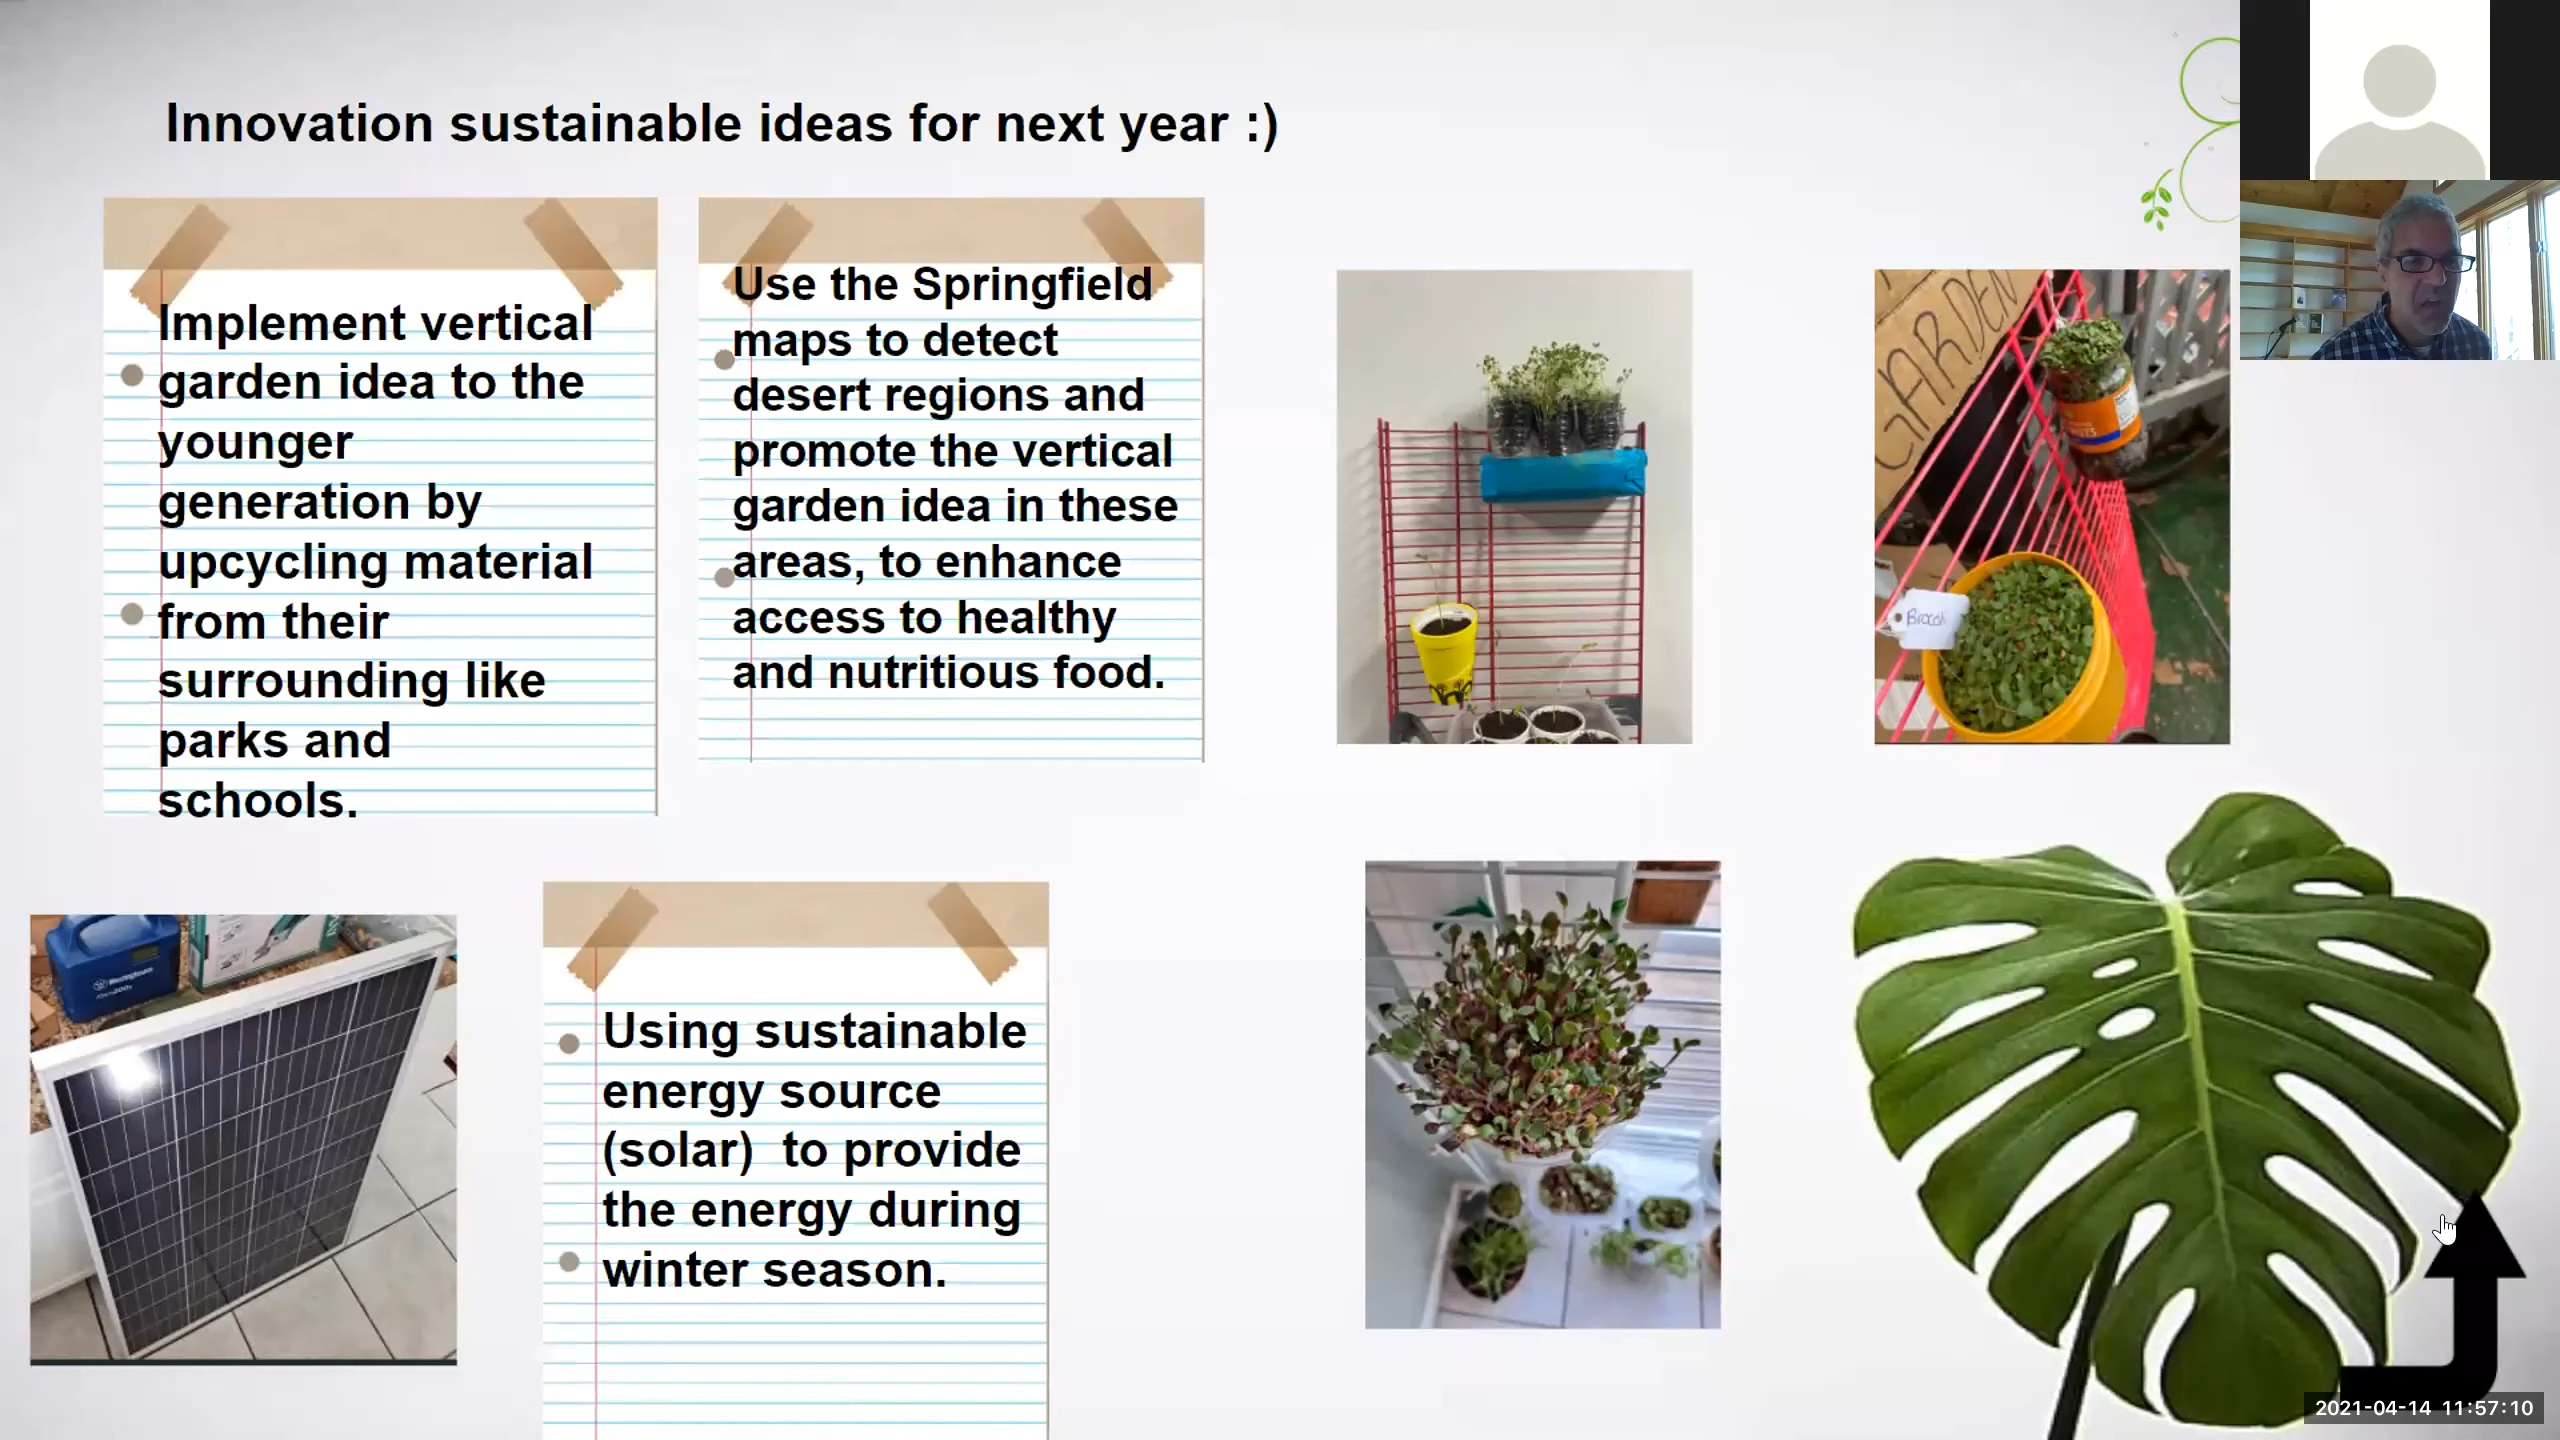 Innovation sustainable ideas for next year :)
Implement vertical
garden idea to the
younger
generation by
upcycling material
from their
surrounding like
parks and
schools.
Use the Springfield
maps to detect
desert regions and
promote the vertical
garden idea in these
areas, to enhance
access to healthy
and nutritious food.
GARDEN
Westinghouse
Using sustainable
energy source
(solar)  to provide
the energy during
winter season.
2021-04-14 11:57:10